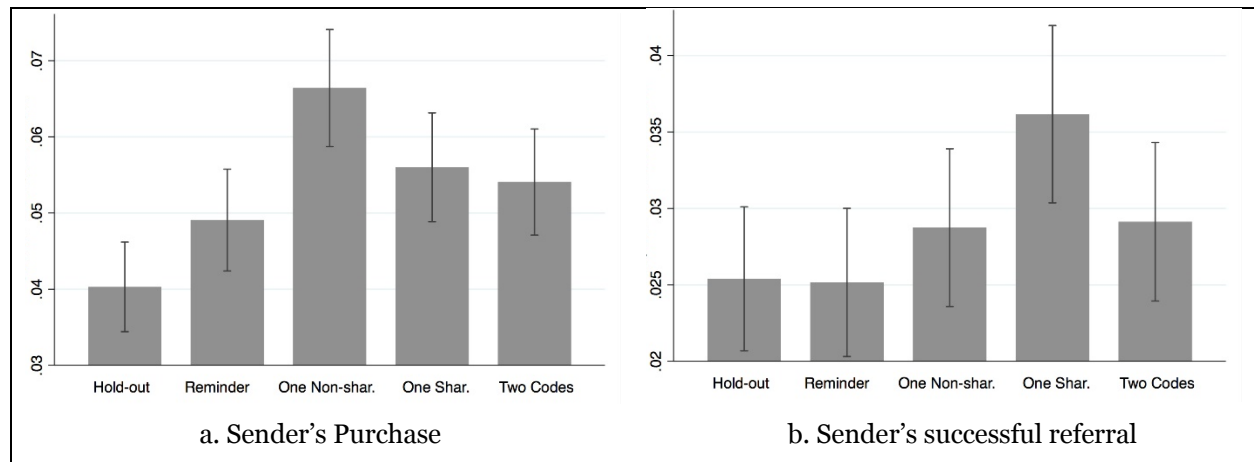 .07
.06
.05
.04
.03
Hold-out Reminder One Non-shar. One Shar. Two Codes
a. Sender's Purchase
.04
.035
.03
.025
.02
Hold-out Reminder One Non-shar. One Shar. Two Codes
b. Sender's successful referral